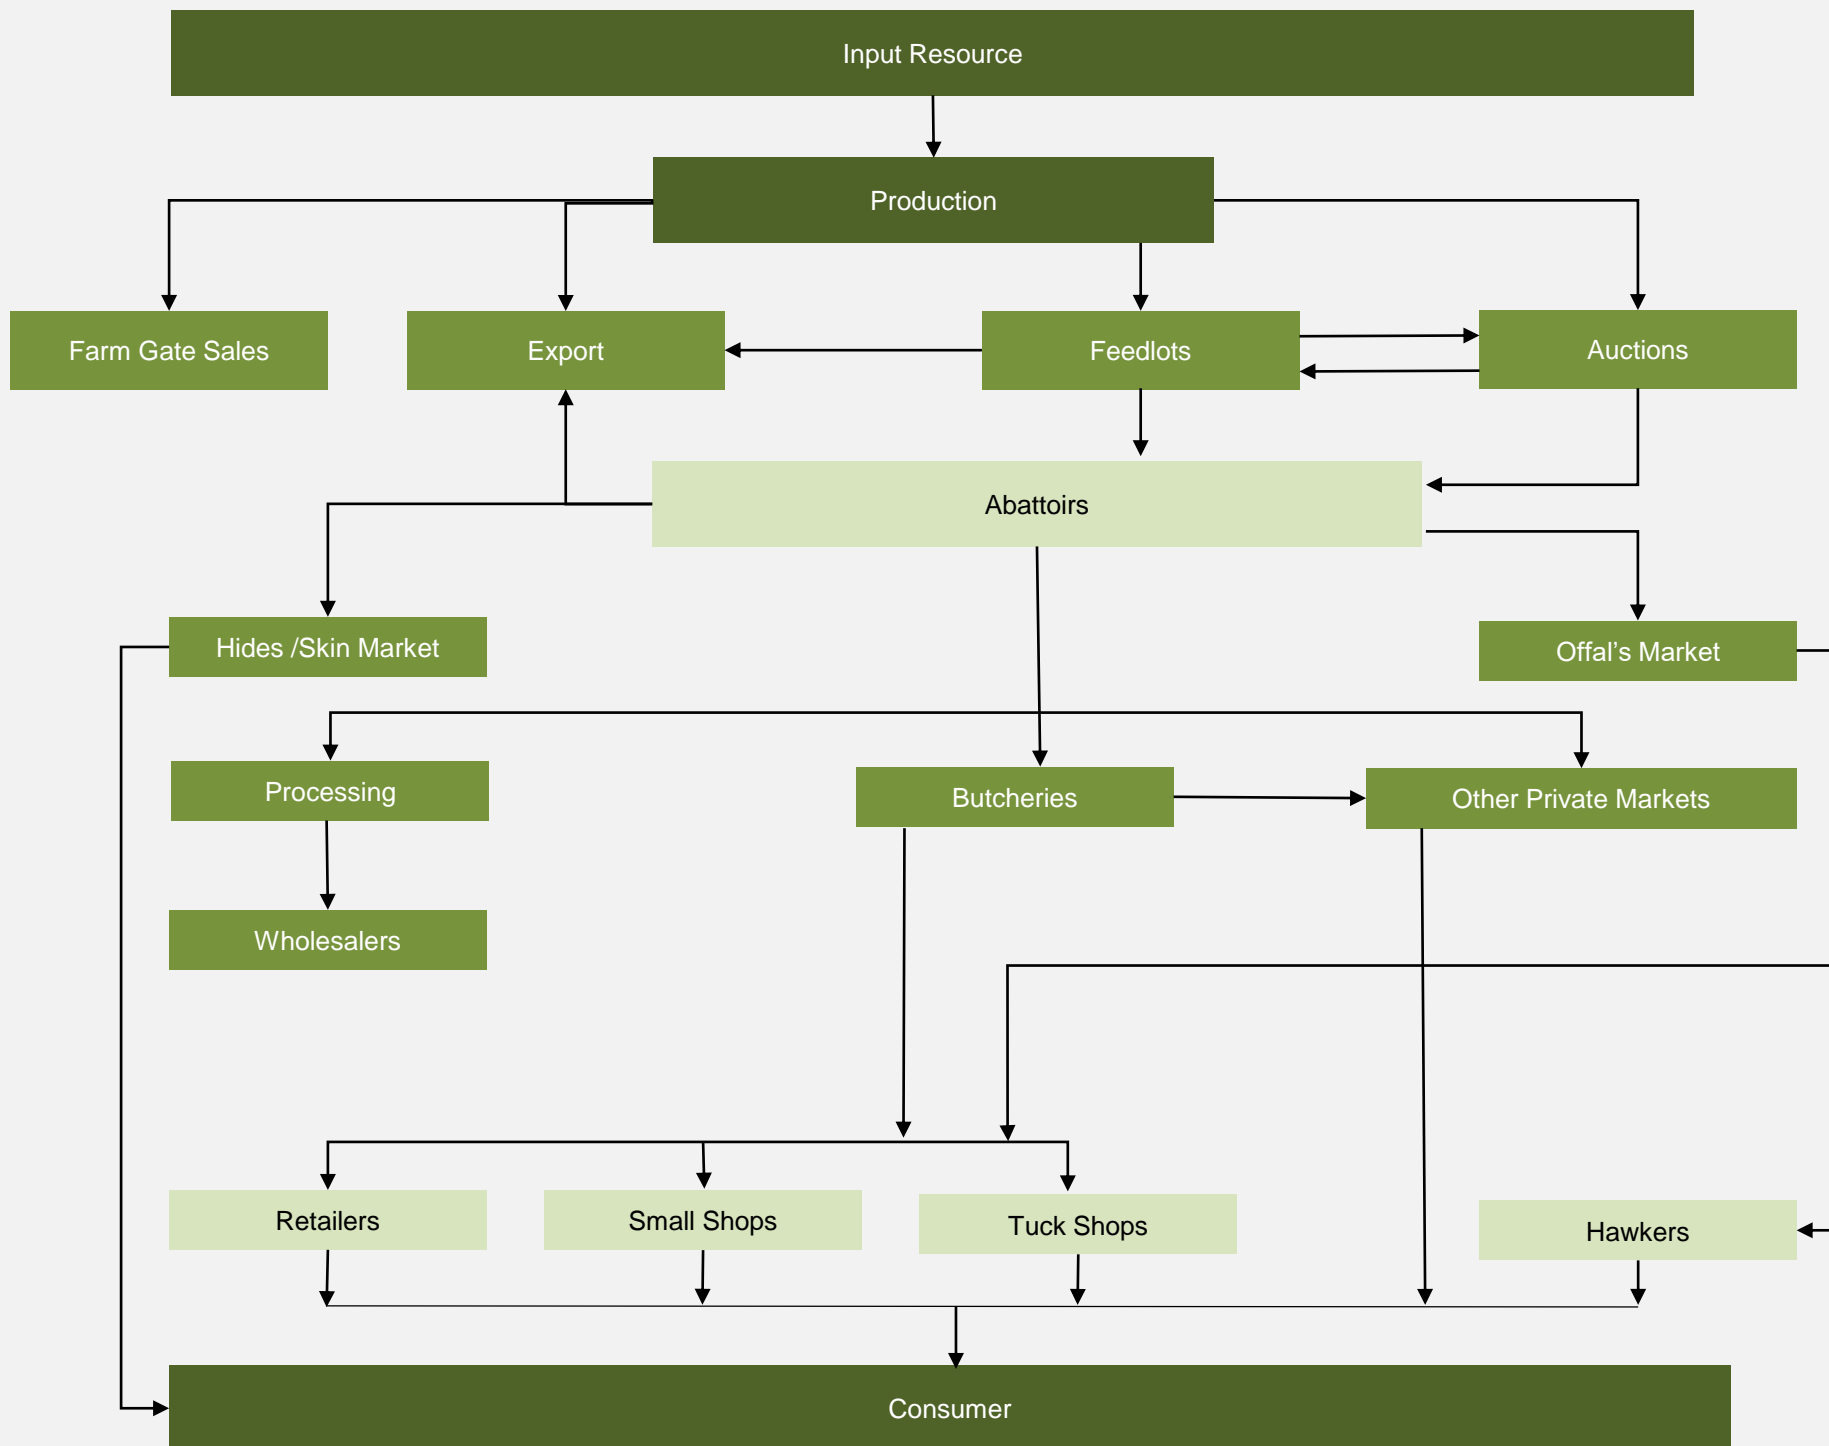 Input Resource
Production
Farm Gate Sales
Export
Feedlots
Auctions
Abattoirs
Hides /Skin Market
Offal’s Market
Processing
Butcheries
Other Private Markets
Wholesalers
Retailers
Small Shops
Tuck Shops
Hawkers
Consumer